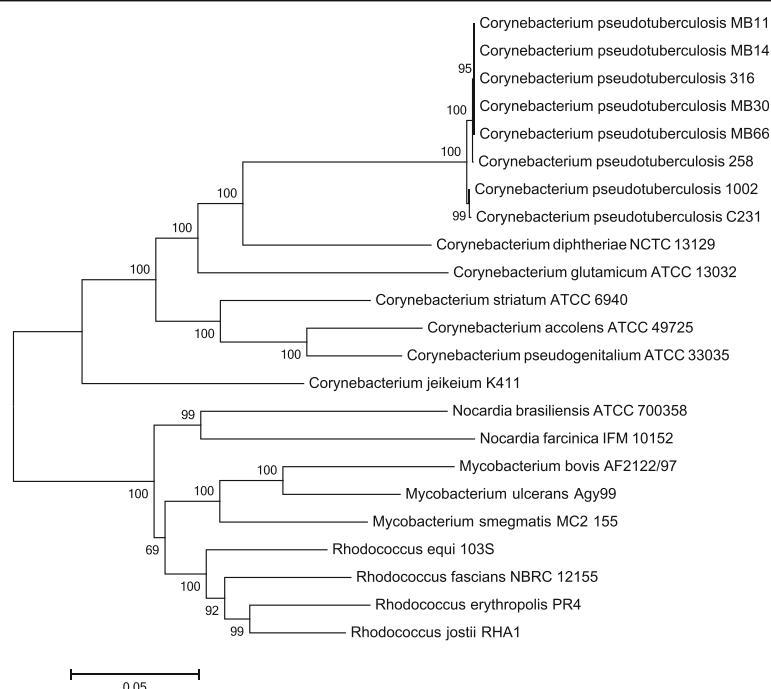 Corynebacterium pseudotuberculosis MB11
Corynebacterium pseudotuberculosis MB14
95
Corynebacterium pseudotuberculosis 316
100
Corynebacterium pseudotuberculosis MB30
Corynebacterium pseudotuberculosis MB66
100
Corynebacterium pseudotuberculosis 258
100
Corynebacterium pseudotuberculosis 1002
99
Corynebacterium pseudotuberculosis C231
100
Corynebacterium diphtheriae NCTC 13129
100
Corynebacterium glutamicum ATCC 13032
Corynebacterium striatum ATCC 6940
100
Corynebacterium accolens ATCC 49725
100
Corynebacterium pseudogenitalium ATCC 33035
Corynebacterium jeikeium K411
99
Nocardia brasiliensis ATCC 700358
Nocardia farcinica IFM 10152
100
100
Mycobacterium bovis AF2122/97
100
Mycobacterium ulcerans Agy99
Mycobacterium smegmatis MC2 155
69
Rhodococcus equi 103S
100
Rhodococcus fascians NBRC 12155
92
Rhodococcus erythropolis PR4
99
Rhodococcus jostii RHA1
0.05